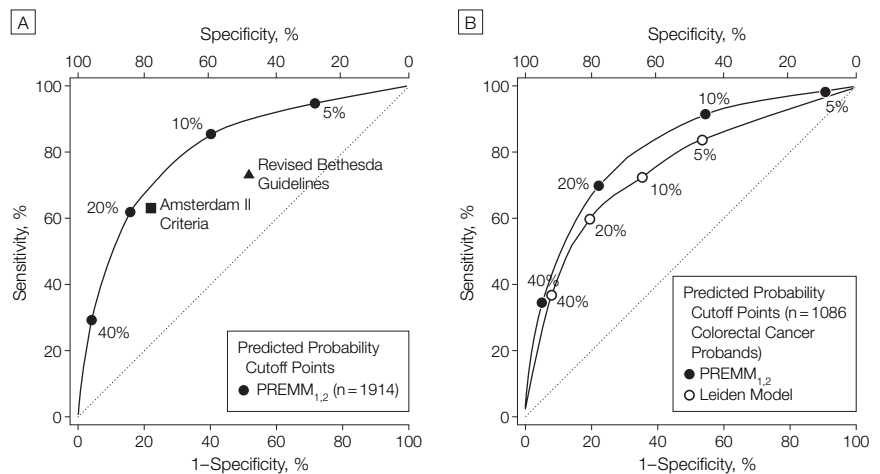 A
Specificity, %
100 80 60 40 20 0
100
80
60
40
20
0
Sensitivity, %
5%
10%
Revised Bethesda
Guidelines
20%
Amsterdam II
Criteria
40%
Predicted Probability
Cutoff Points
PREMM1,2 (n = 1914)
0 20 40 60 80 100
1–Specificity, %
B
Specificity, %
100 80 60 40 20 0
100
80
60
40
20
0
Sensitivity, %
10%
5%
5%
20%
10%
20%
40%
40%
Predicted Probability
Cutoff Points (n = 1086
Colorectal Cancer
Probands)
PREMM1,2
Leiden Model
0 20 40 60 80 100
1–Specificity, %